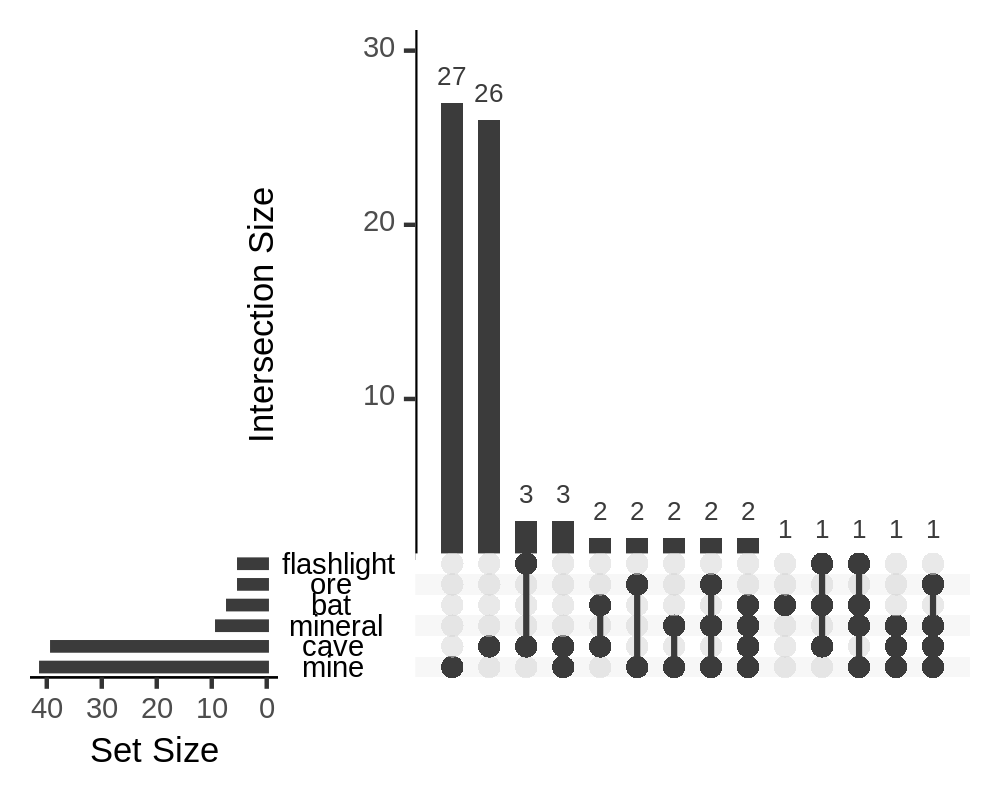 30
20
10
Intersection Size
27 26 3 3 2 2 2 2 2 1 1 1 1 1
flashlight
ore
bat
mineral
cave
mine
40 30 20 10 0
Set Size